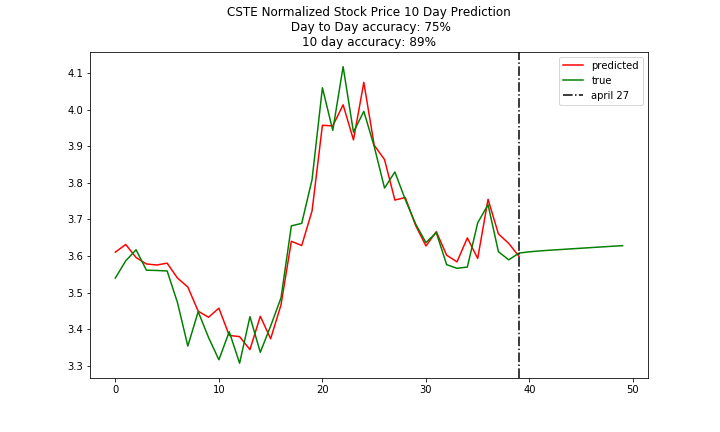 CSTE Normalized Stock Price 10 Day Prediction
Day to Day accuracy: 75%
10 day accuracy: 89%
predicted
true
april 27
4.1
4.0
3.9
3.8
3.7
3.6
3.5
3.4
3.3
0 10 20 30 40 50